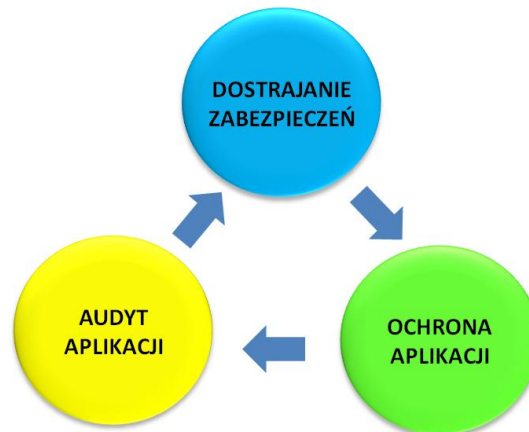 DOSTRAJANIE
ZABEZPIECZEŃ
AUDYT
APLIKACJI
OCHRONA
APLIKACJI